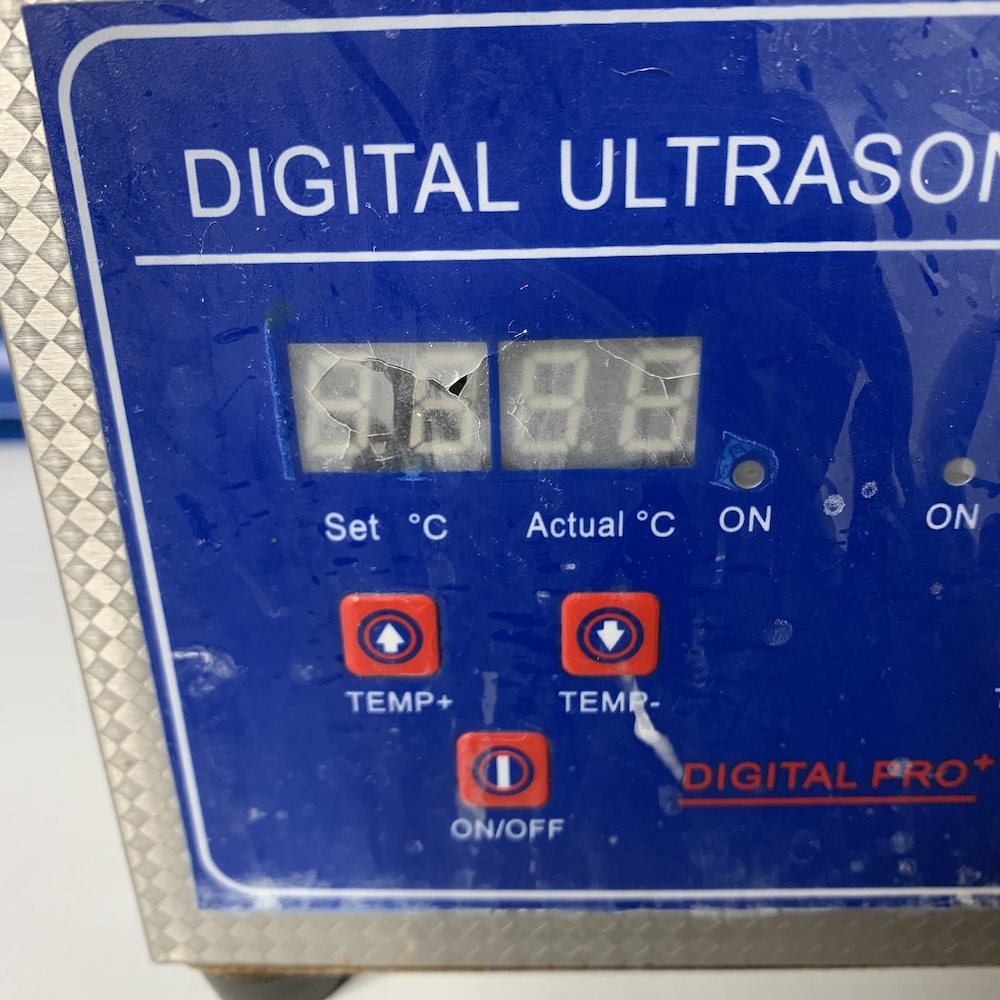 DIGITAL ULTRASON
Set °C Actual °C ON ON
TEMP+ TEMP-
DIGITAL PRO+
ON/OFF